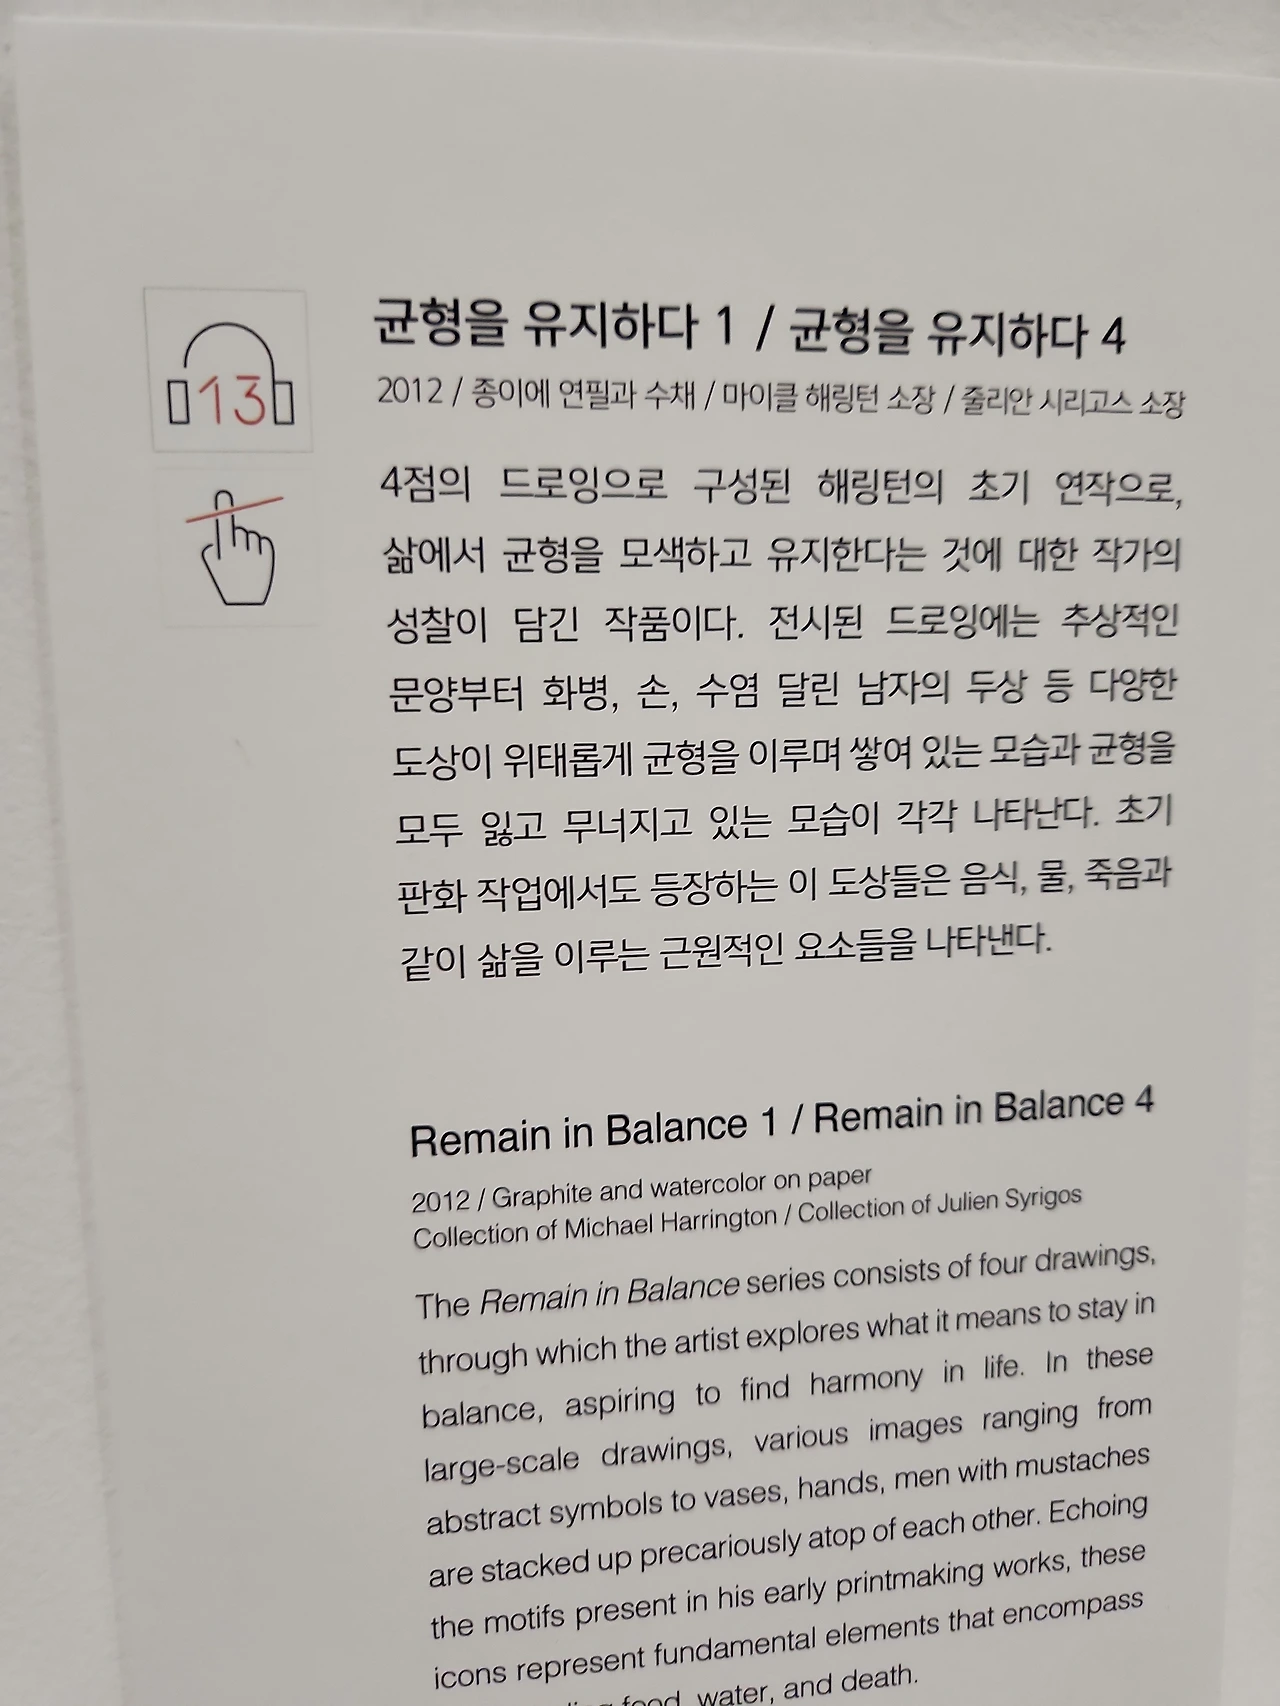 13
균형을 유지하다 1 / 균형을 유지하다 4
2012 / 종이에 연필과 수채 / 마이클 해링턴 소장 / 줄리안 시리고스 소장
4점의 드로잉으로 구성된 해링턴의 초기 연작으로,
삶에서 균형을 모색하고 유지한다는 것에 대한 작가의
성찰이 담긴 작품이다. 전시된 드로잉에는 추상적인
문양부터 화병, 손, 수염 달린 남자의 두상 등 다양한
도상이 위태롭게 균형을 이루며 쌓여 있는 모습과 균형을
모두 잃고 무너지고 있는 모습이 각각 나타난다. 초기
판화 작업에서도 등장하는 이 도상들은 음식, 물, 죽음과
같이 삶을 이루는 근원적인 요소들을 나타낸다.
Remain in Balance 1 / Remain in Balance 4
2012 / Graphite and watercolor on paper
Collection of Michael Harrington / Collection of Julien Syrigos
The Remain in Balance series consists of four drawings,
through which the artist explores what it means to stay in
balance, aspiring to find harmony in life. In these
large-scale drawings, various images ranging from
abstract symbols to vases, hands, men with mustaches
are stacked up precariously atop of each other. Echoing
the motifs present in his early printmaking works, these
icons represent fundamental elements that encompass
food, water, and death.